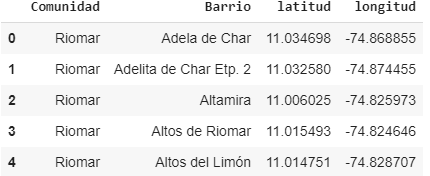 Comunidad Barrio latitud longitud
0 Riomar Adela de Char 11.034698 -74.868855
1 Riomar Adelita de Char Etp. 2 11.032580 -74.874455
2 Riomar Altamira 11.006025 -74.825973
3 Riomar Altos de Riomar 11.015493 -74.824646
4 Riomar Altos del Limón 11.014751 -74.828707